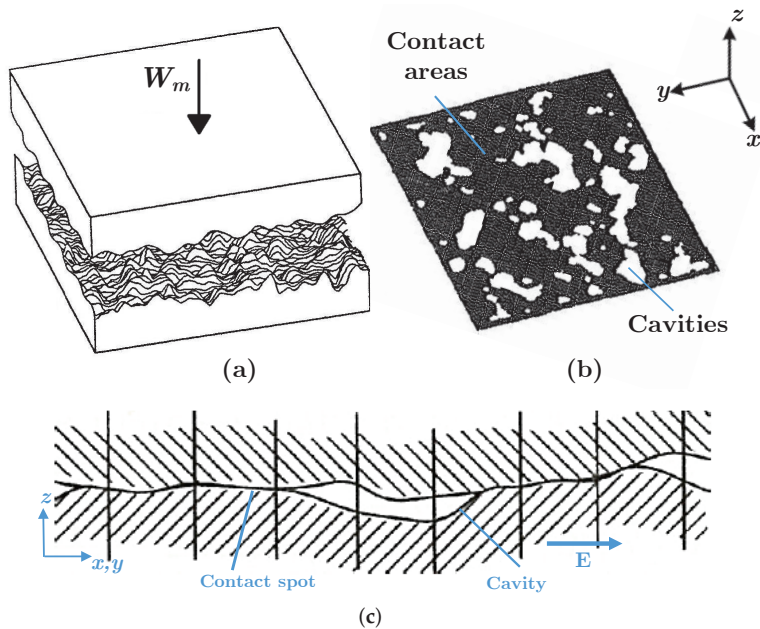 W_m
(a)
Contact
areas
Cavities
(b)
z
y
x
z
x,y
Contact spot
Cavity
E
(c)